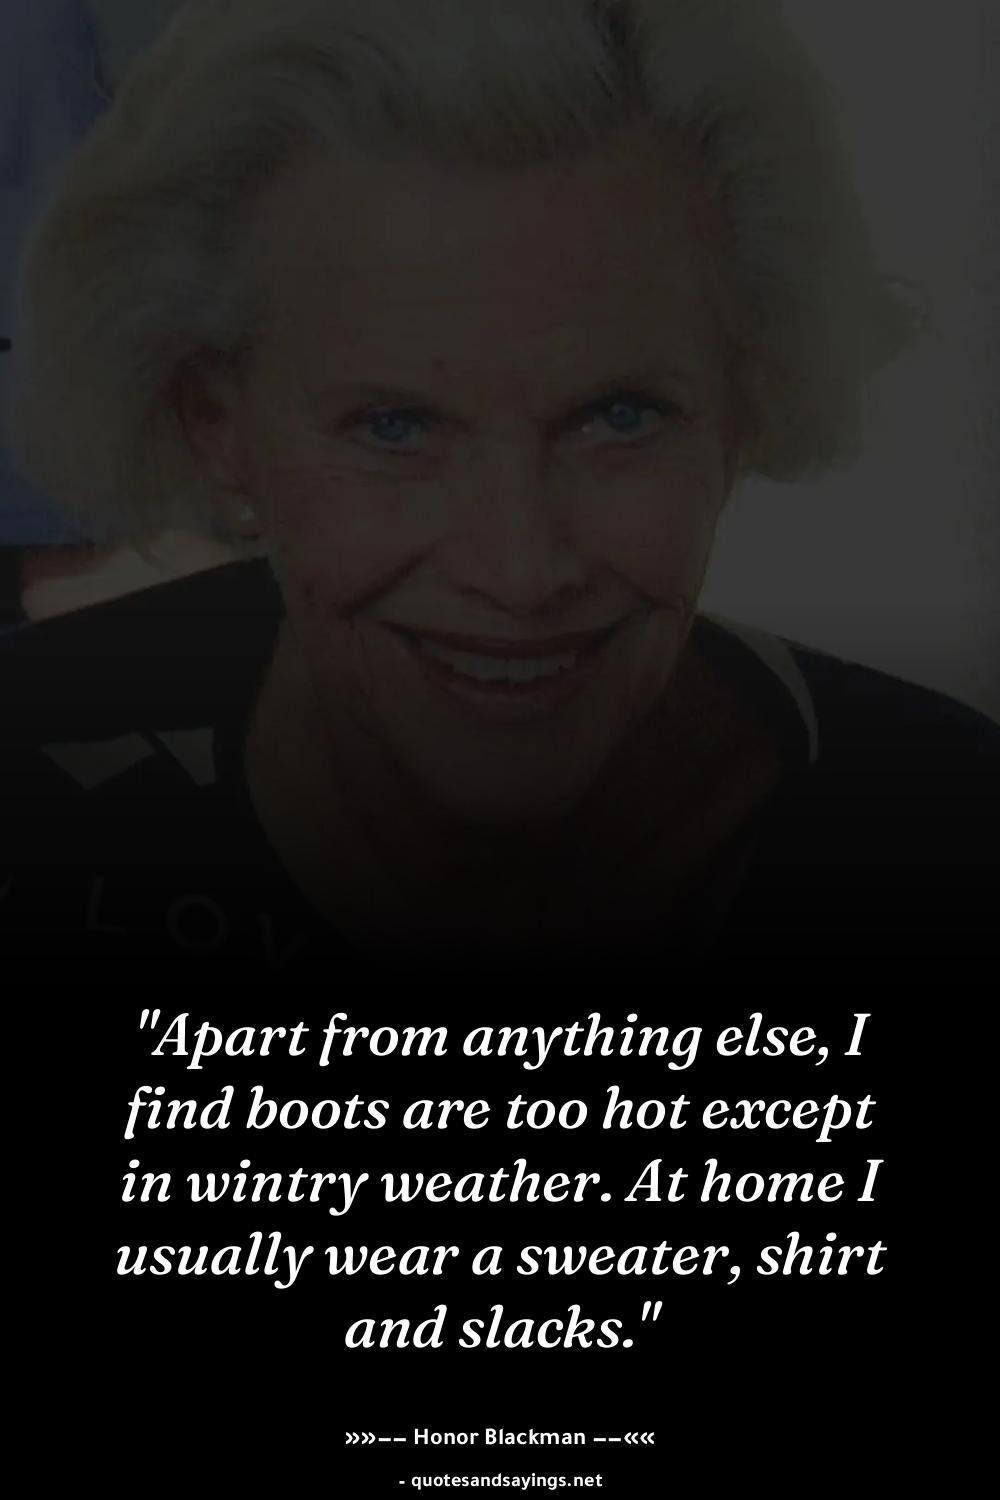 LOV
"Apart from anything else, I
find boots are too hot except
in wintry weather. At home I
usually wear a sweater, shirt
and slacks."
»»–– Honor Blackman ––««
- quotesandsayings.net